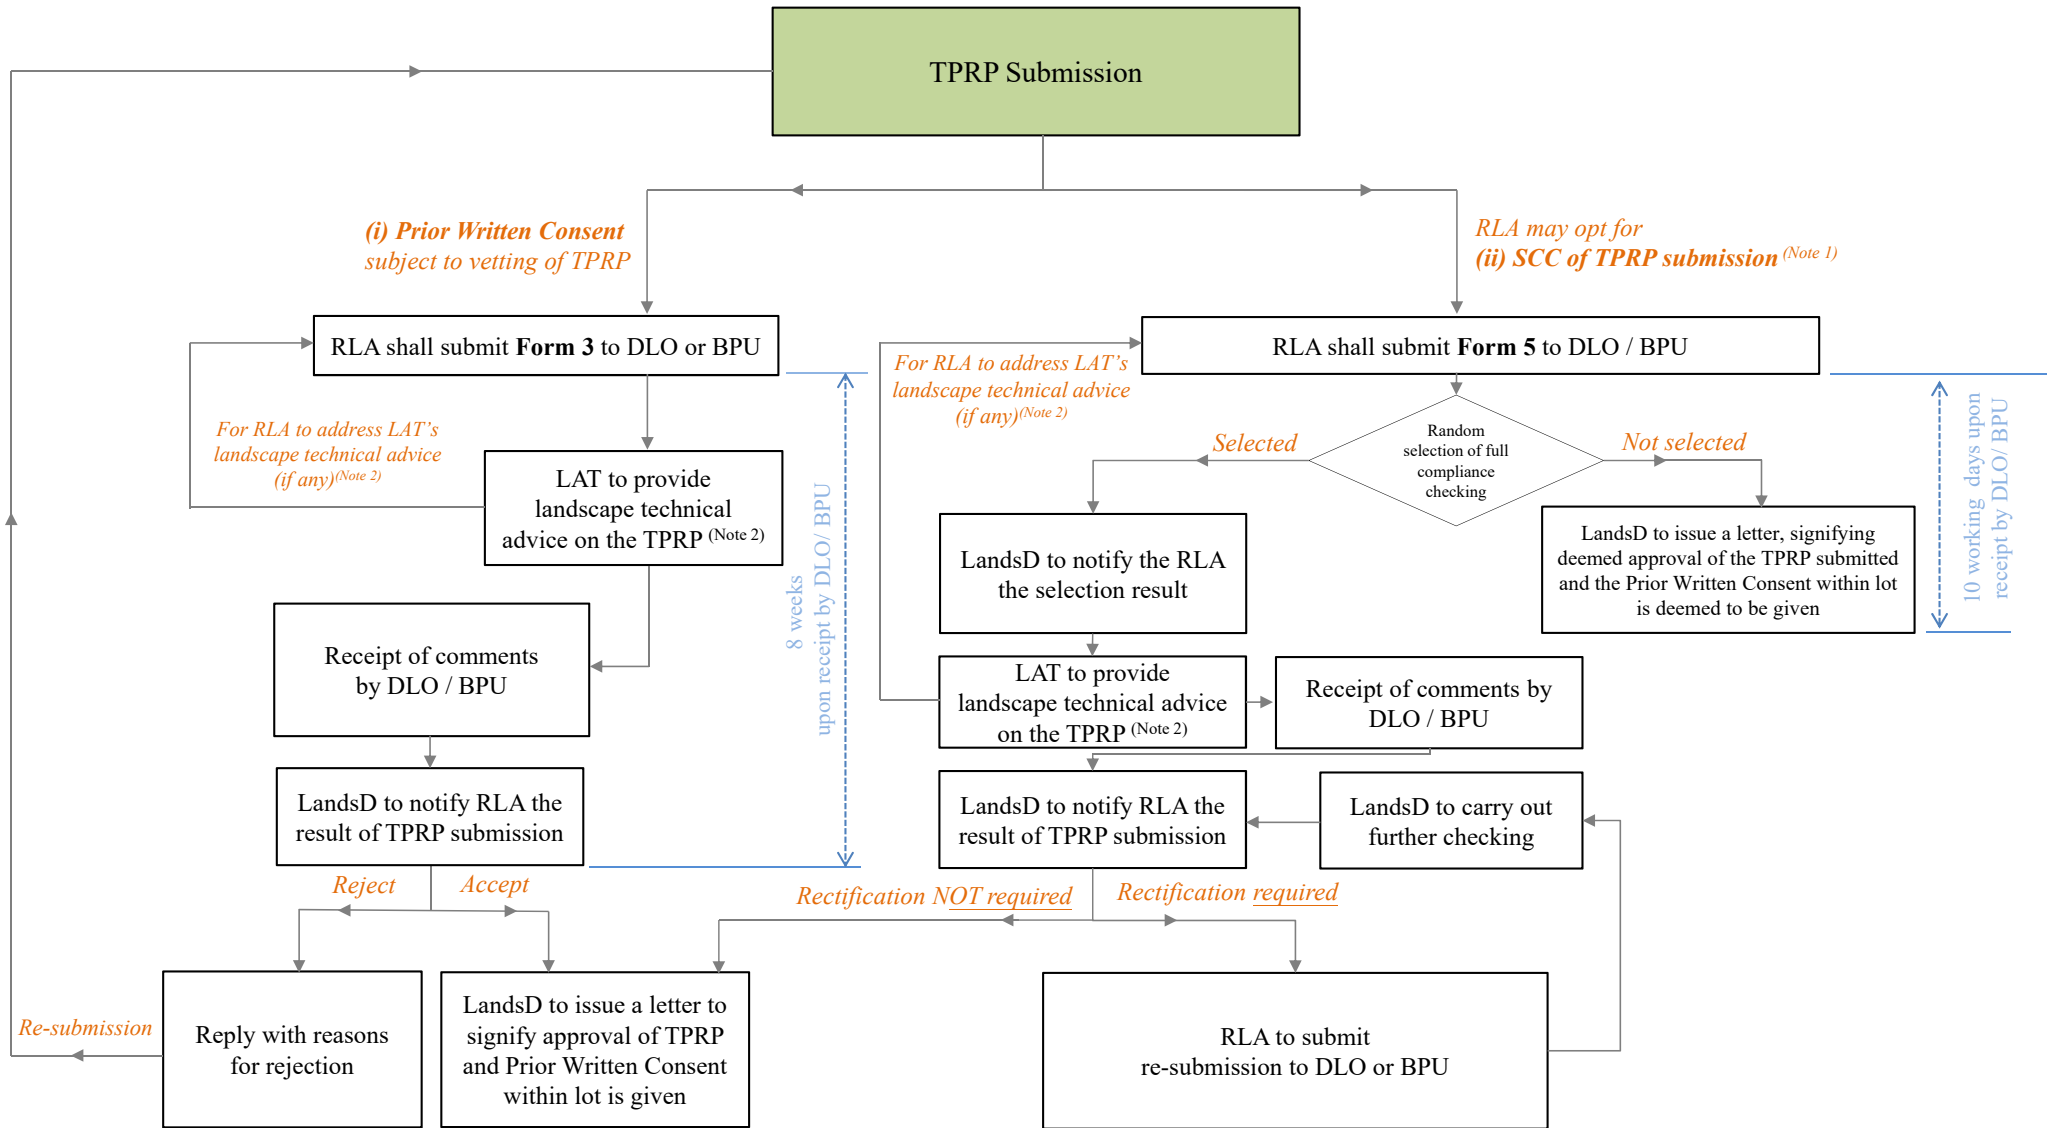 TPRP Submission
(i) Prior Written Consent
subject to vetting of TPRP
RLA may opt for
(ii) SCC of TPRP submission (Note 1)
RLA shall submit Form 3 to DLO or BPU
RLA shall submit Form 5 to DLO / BPU
For RLA to address LAT's
landscape technical advice
(if any)(Note 2)
LAT to provide
landscape technical
advice on the TPRP (Note 2)
Receipt of comments
by DLO / BPU
LandsD to notify RLA the
result of TPRP submission
8 weeks
upon receipt by DLO/ BPU
Reject
Accept
Re-submission
Reply with reasons
for rejection
LandsD to issue a letter to
signify approval of TPRP
and Prior Written Consent
within lot is given
For RLA to address LAT's
landscape technical advice
(if any)(Note 2)
Random
selection of full
compliance
checking
Selected
Not selected
LandsD to notify the RLA
the selection result
LandsD to issue a letter, signifying
deemed approval of the TPRP submitted
and the Prior Written Consent within lot
is deemed to be given
10 working days upon
receipt by DLO/ BPU
LAT to provide
landscape technical advice
on the TPRP (Note 2)
Receipt of comments by
DLO / BPU
LandsD to notify RLA the
result of TPRP submission
LandsD to carry out
further checking
Rectification NOT required
Rectification required
RLA to submit
re-submission to DLO or BPU